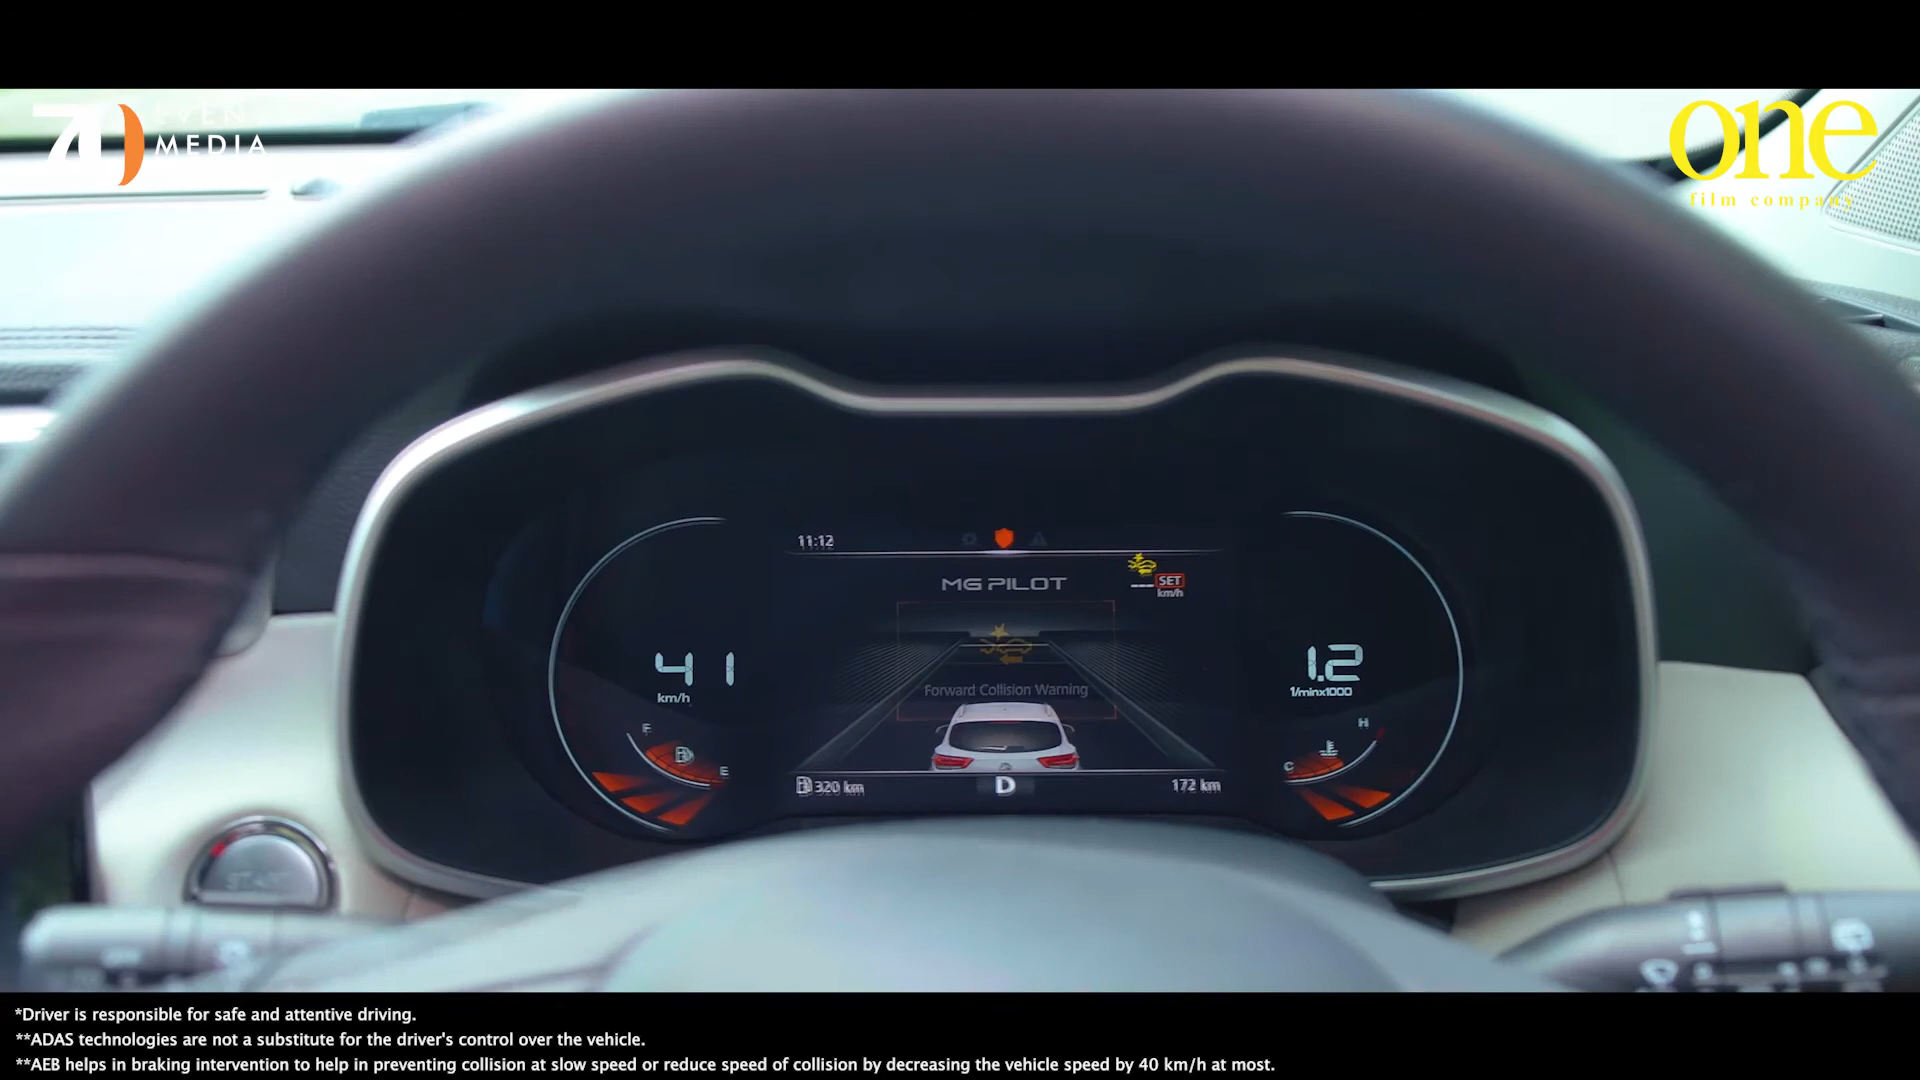 EVEN
MEDIA
one
film company
11:12
MG PILOT
SET
km/h
41
km/h
Forward Collision Warning
1.2
1/minx1000
F
E
H
C
320 km
D
172 km
START
*Driver is responsible for safe and attentive driving.
**ADAS technologies are not a substitute for the driver's control over the vehicle.
**AEB helps in braking intervention to help in preventing collision at slow speed or reduce speed of collision by decreasing the vehicle speed by 40 km/h at most.